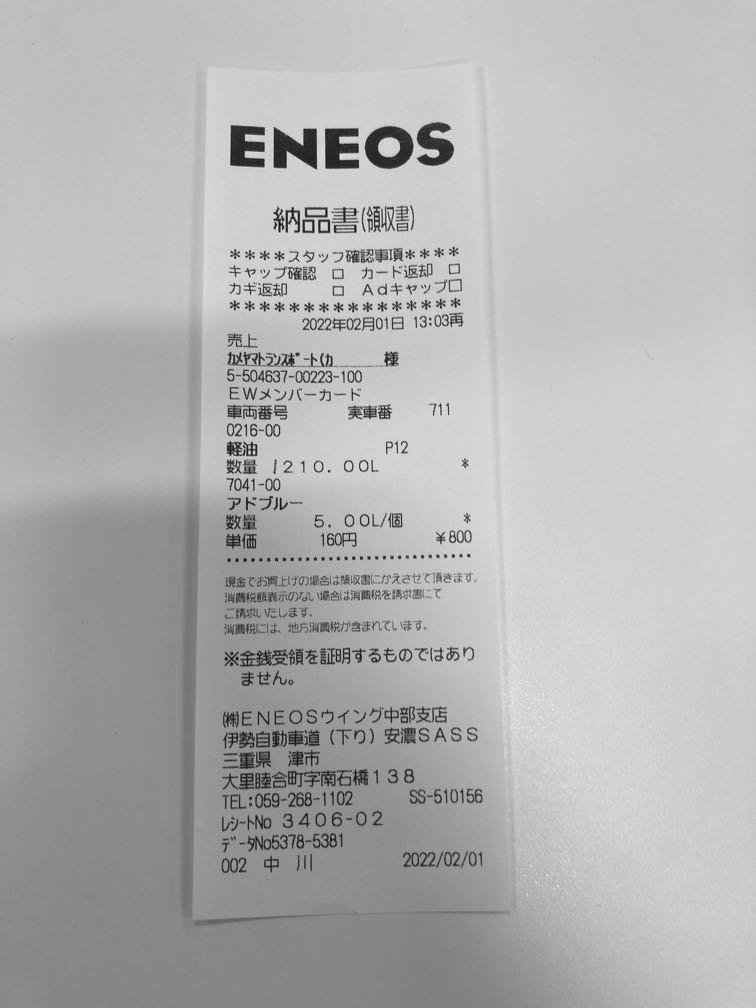 ENEOS
納品書(領収書)
****スタッフ確認事項****
キャップ確認 □ カード返却 □
カギ返却 □ Adキャップ□
****************
2022年02月01日 13:03再
売上
カメヤマトランスポート(カ 様
5-504637-00223-100
EWメンバーカード
車両番号 実車番 711
0216-00
軽油 P12
数量 1210.00L *
7041-00
アドブルー
数量 5.00L/個 *
単価 160円 ¥800
現金でお買上げの場合は領収書にかえさせて頂きます。
消費税額表示のない場合は消費税を請求書にて
ご請求いたします。
消費税には、地方消費税が含まれています。
※金銭受領を証明するものではあり
ません。
㈱ENEOSウイング中部支店
伊勢自動車道(下り)安濃SASS
三重県 津市
大里睦合町字南石橋138
TEL:059-268-1102 SS-510156
レシートNo 3406-02
データNo5378-5381
002 中 川 2022/02/01